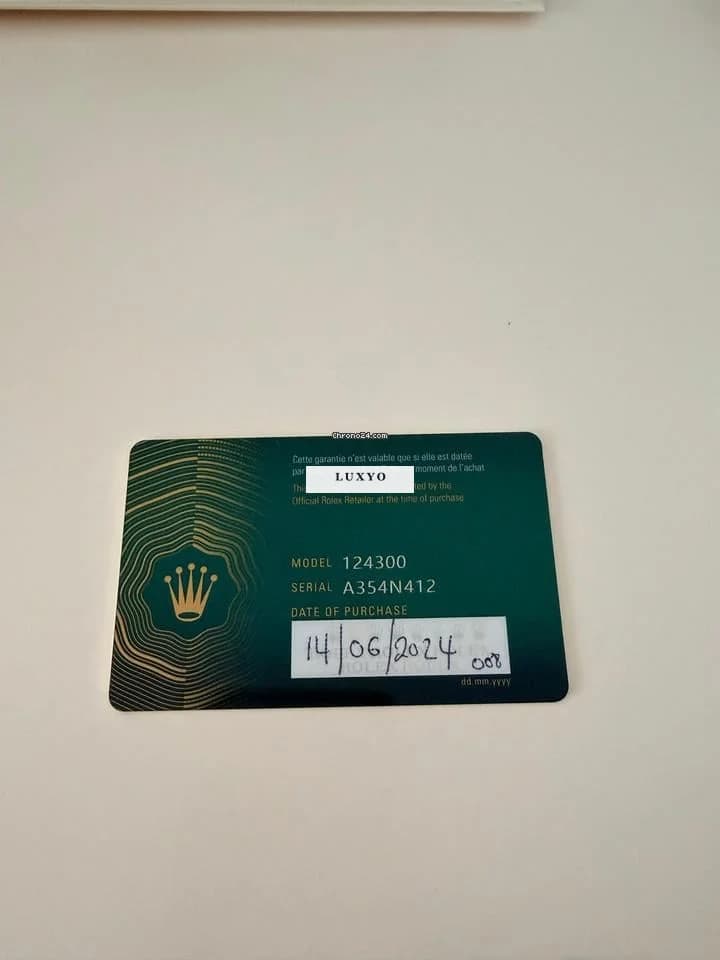 Chrono24.com
Cette garantie n'est valable que si elle est datée
par
moment de l'achat
LUXYO
This
ted by the
Official Rolex Retailer at the time of purchase
MODEL 124300
SERIAL A354N412
DATE OF PURCHASE
14/06/2024 008
ROLEX
dd.mm.yyyy